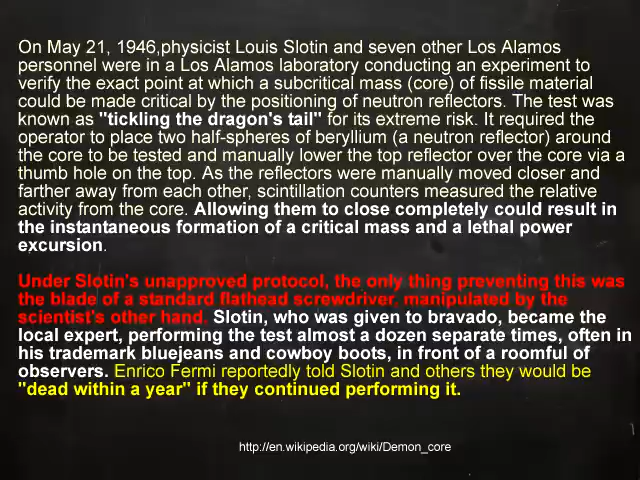 On May 21, 1946,physicist Louis Slotin and seven other Los Alamos
personnel were in a Los Alamos laboratory conducting an experiment to
verify the exact point at which a subcritical mass (core) of fissile material
could be made critical by the positioning of neutron reflectors. The test was
known as "tickling the dragon's tail" for its extreme risk. It required the
operator to place two half-spheres of beryllium (a neutron reflector) around
the core to be tested and manually lower the top reflector over the core via a
thumb hole on the top. As the reflectors were manually moved closer and
farther away from each other, scintillation counters measured the relative
activity from the core. Allowing them to close completely could result in
the instantaneous formation of a critical mass and a lethal power
excursion.
Under Slotin's unapproved protocol, the only thing preventing this was
the blade of a standard flathead screwdriver, manipulated by the
scientist's other hand. Slotin, who was given to bravado, became the
local expert, performing the test almost a dozen separate times, often in
his trademark bluejeans and cowboy boots, in front of a roomful of
observers. Enrico Fermi reportedly told Slotin and others they would be
"dead within a year" if they continued performing it.
http://en.wikipedia.org/wiki/Demon_core